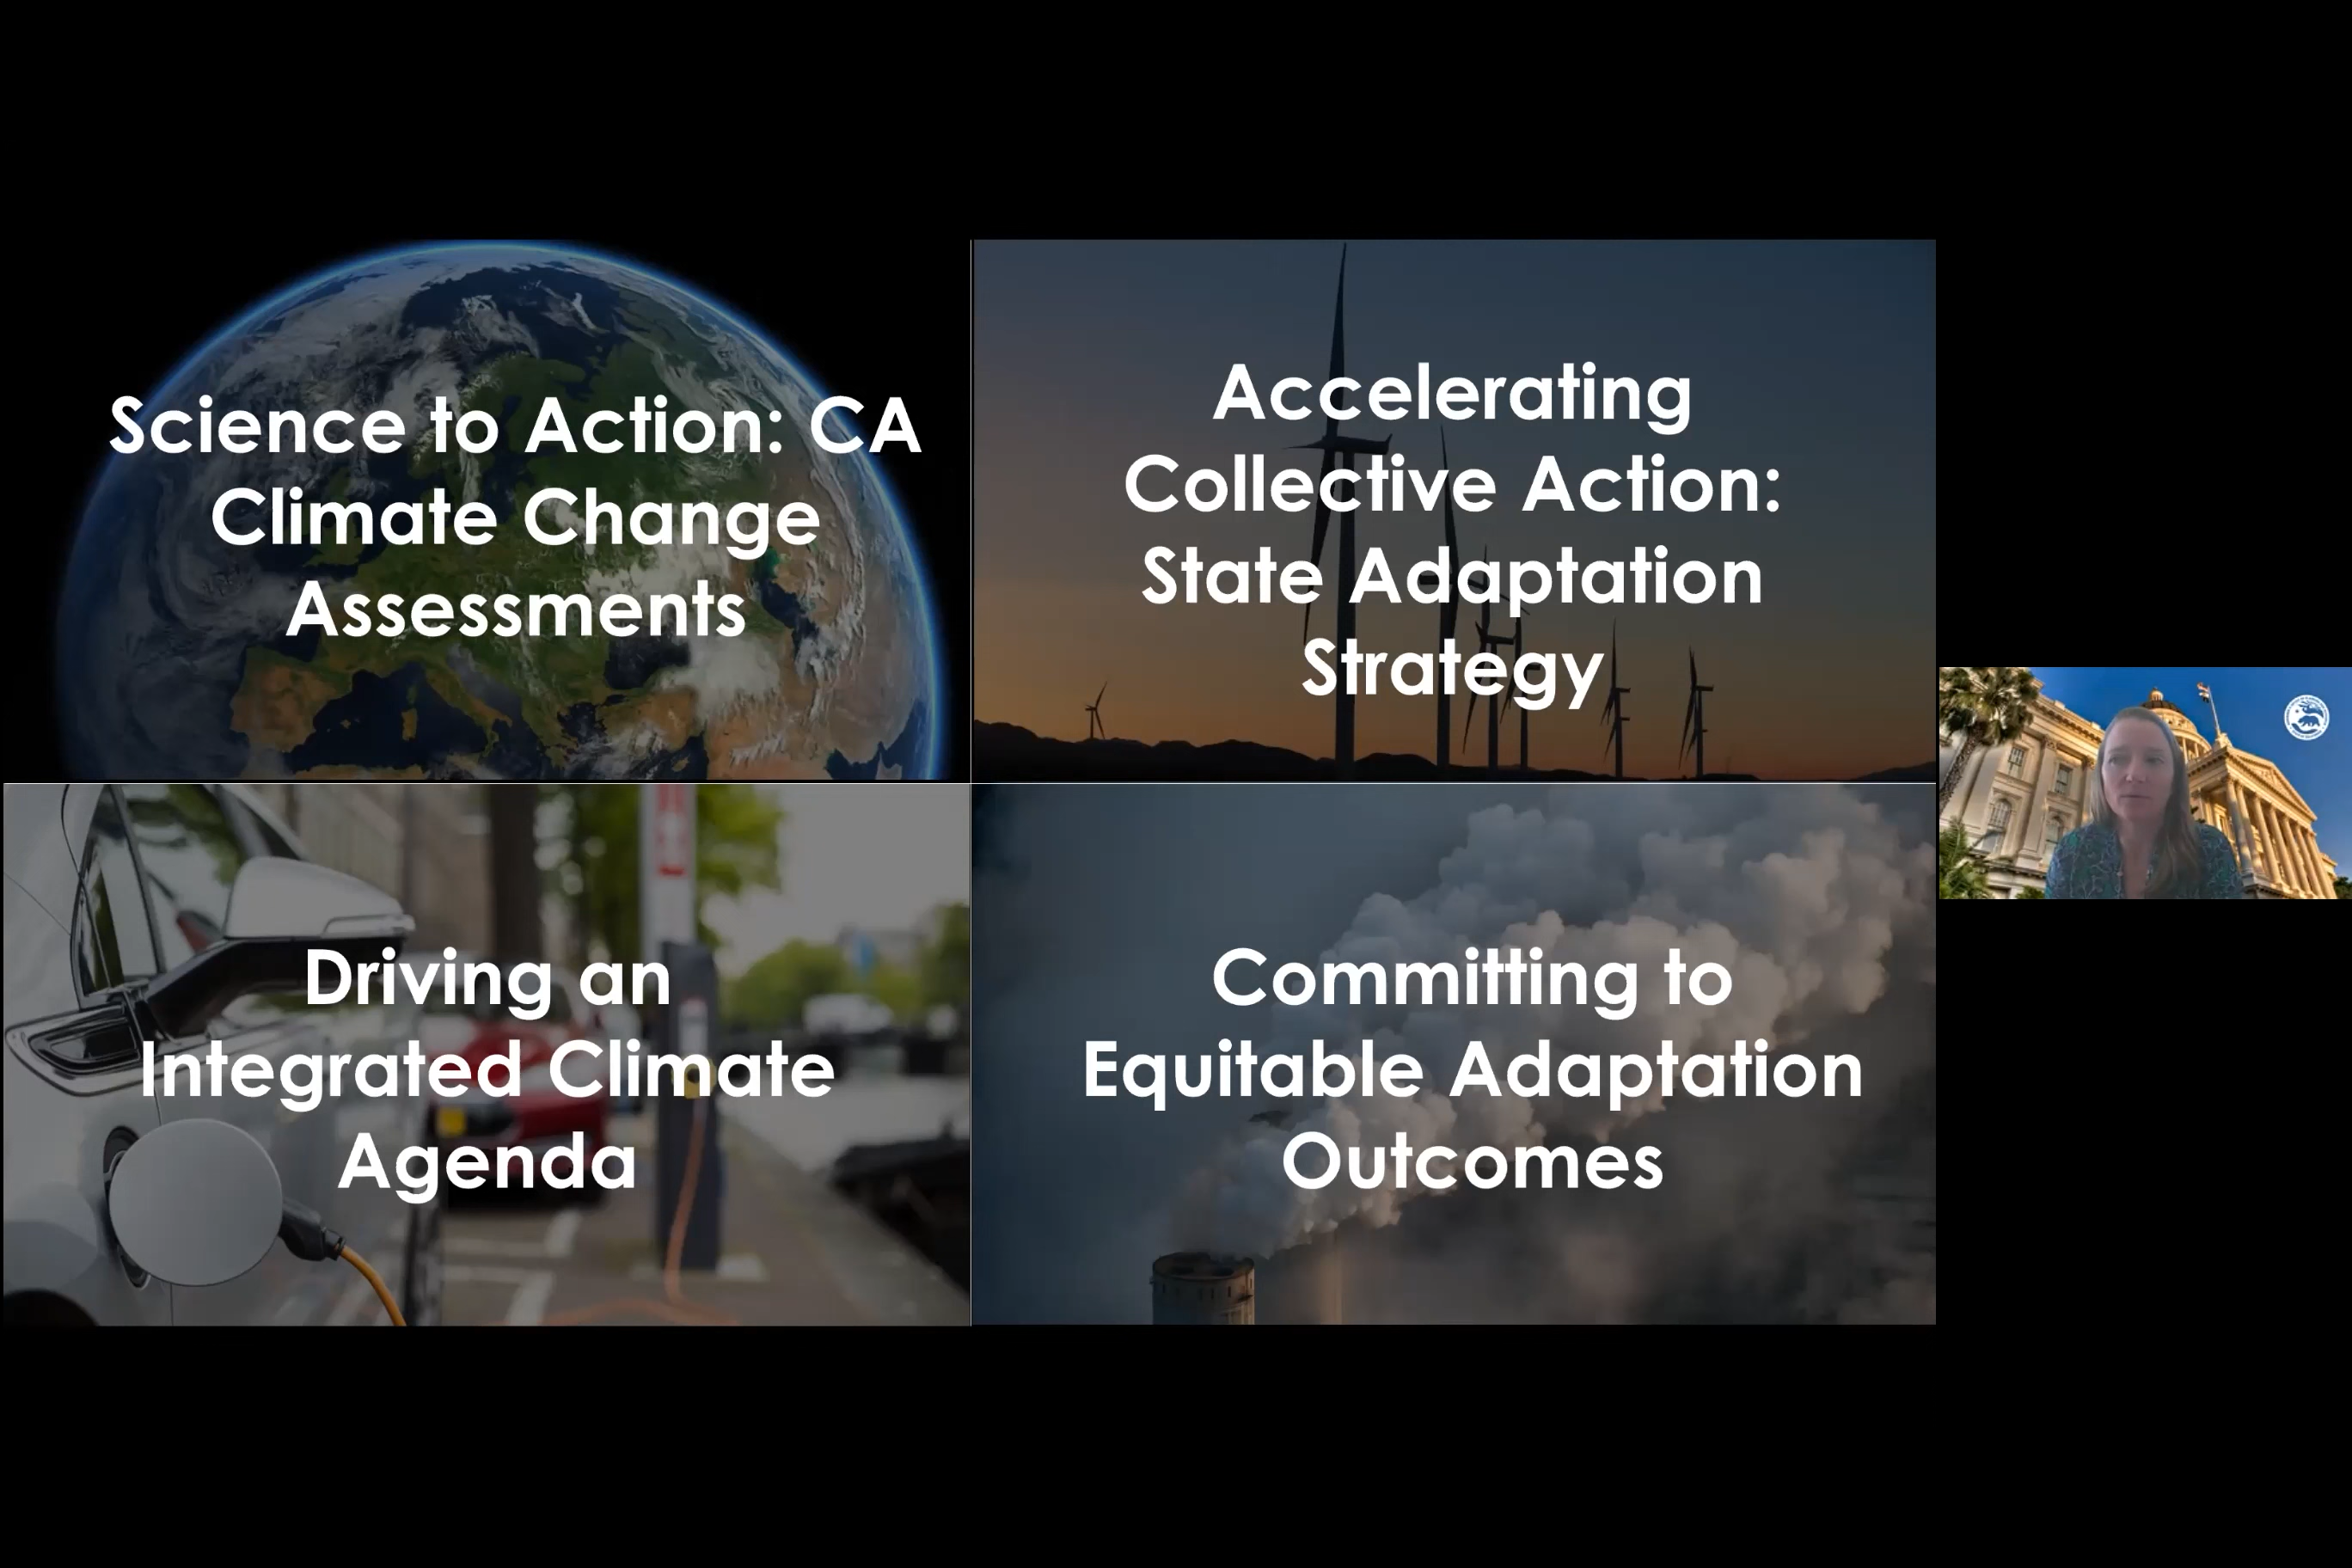 Science to Action: CA
Climate Change
Assessments
Accelerating
Collective Action:
State Adaptation
Strategy
Driving an
Integrated Climate
Agenda
Committing to
Equitable Adaptation
Outcomes